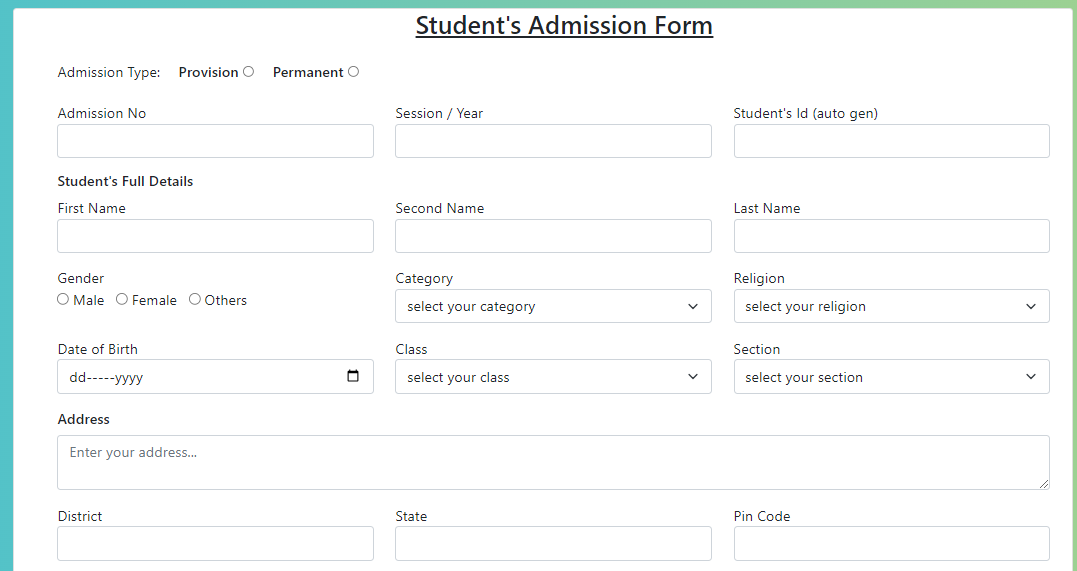 Student's Admission Form
Admission Type: Provision Permanent
Admission No Session / Year Student's Id (auto gen)
Student's Full Details
First Name Second Name Last Name
Gender Category Religion
Male Female Others select your category select your religion
Date of Birth Class Section
dd-----yyyy select your class select your section
Address
Enter your address...
District State Pin Code